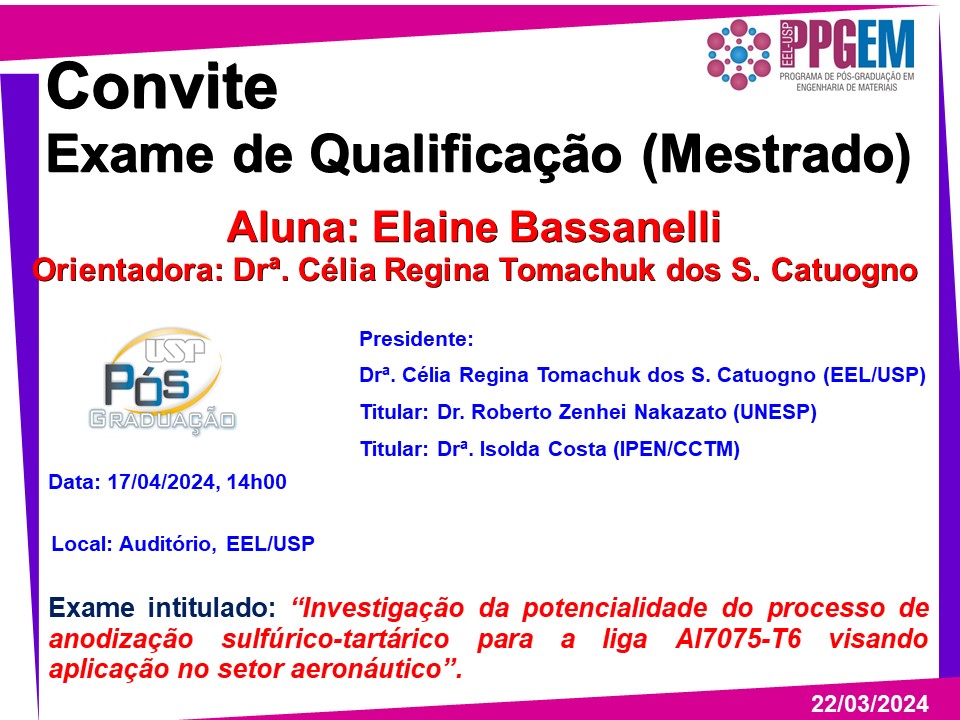 EEL-USP
PPGEM
PROGRAMA DE PÓS-GRADUAÇÃO EM
ENGENHARIA DE MATERIAIS
Convite
Exame de Qualificação (Mestrado)
Aluna: Elaine Bassanelli
Orientadora: Drª. Célia Regina Tomachuk dos S. Catuogno
USP
Pós
GRADUAÇÃO
Presidente:
Drª. Célia Regina Tomachuk dos S. Catuogno (EEL/USP)
Titular: Dr. Roberto Zenhei Nakazato (UNESP)
Titular: Drª. Isolda Costa (IPEN/CCTM)
Data: 17/04/2024, 14h00
Local: Auditório, EEL/USP
Exame intitulado: “Investigação da potencialidade do processo de
anodização sulfúrico-tartárico para a liga Al7075-T6 visando
aplicação no setor aeronáutico”.
22/03/2024